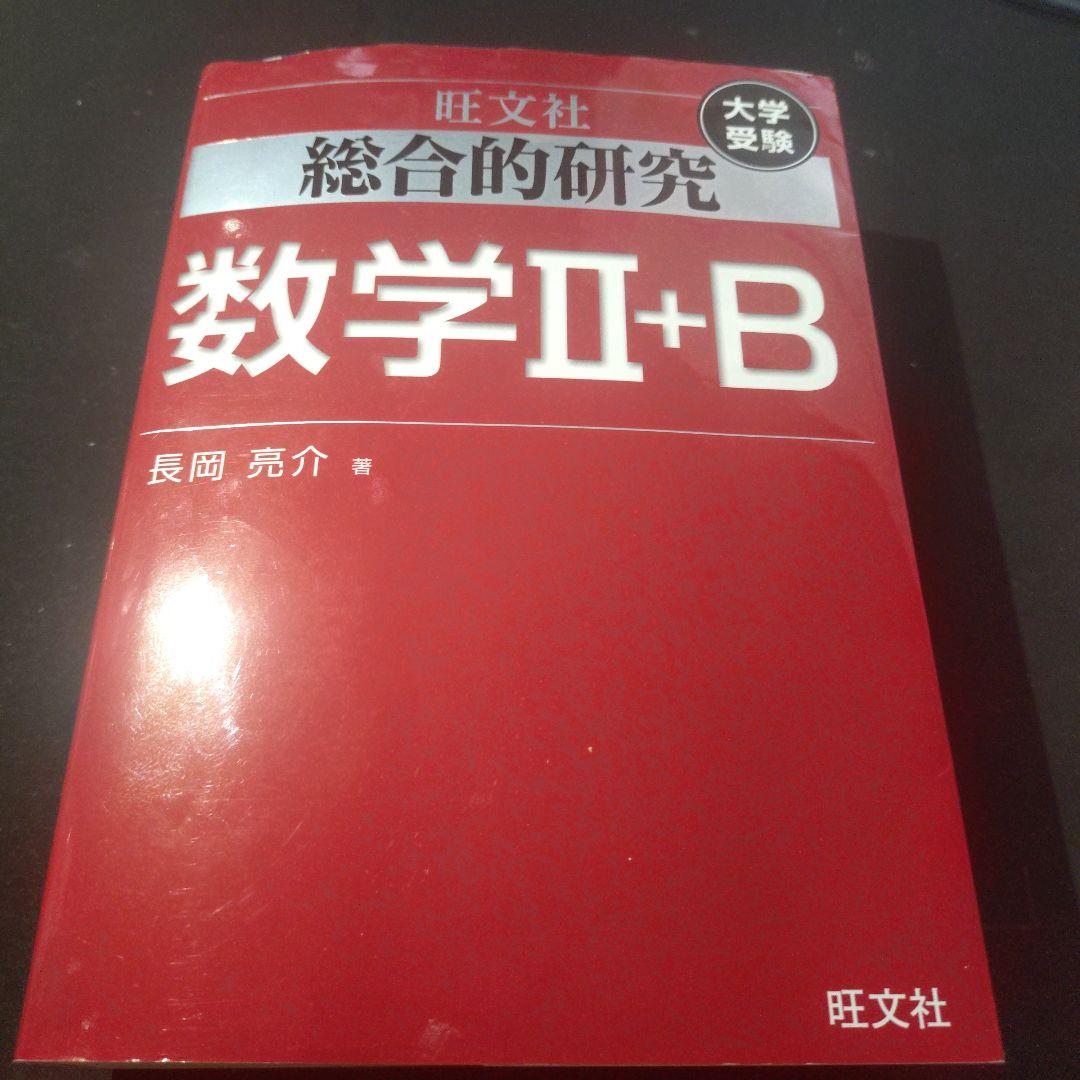 旺文社
大学
受験
総合的研究
数学Ⅱ+B
長岡 亮介 著
旺文社